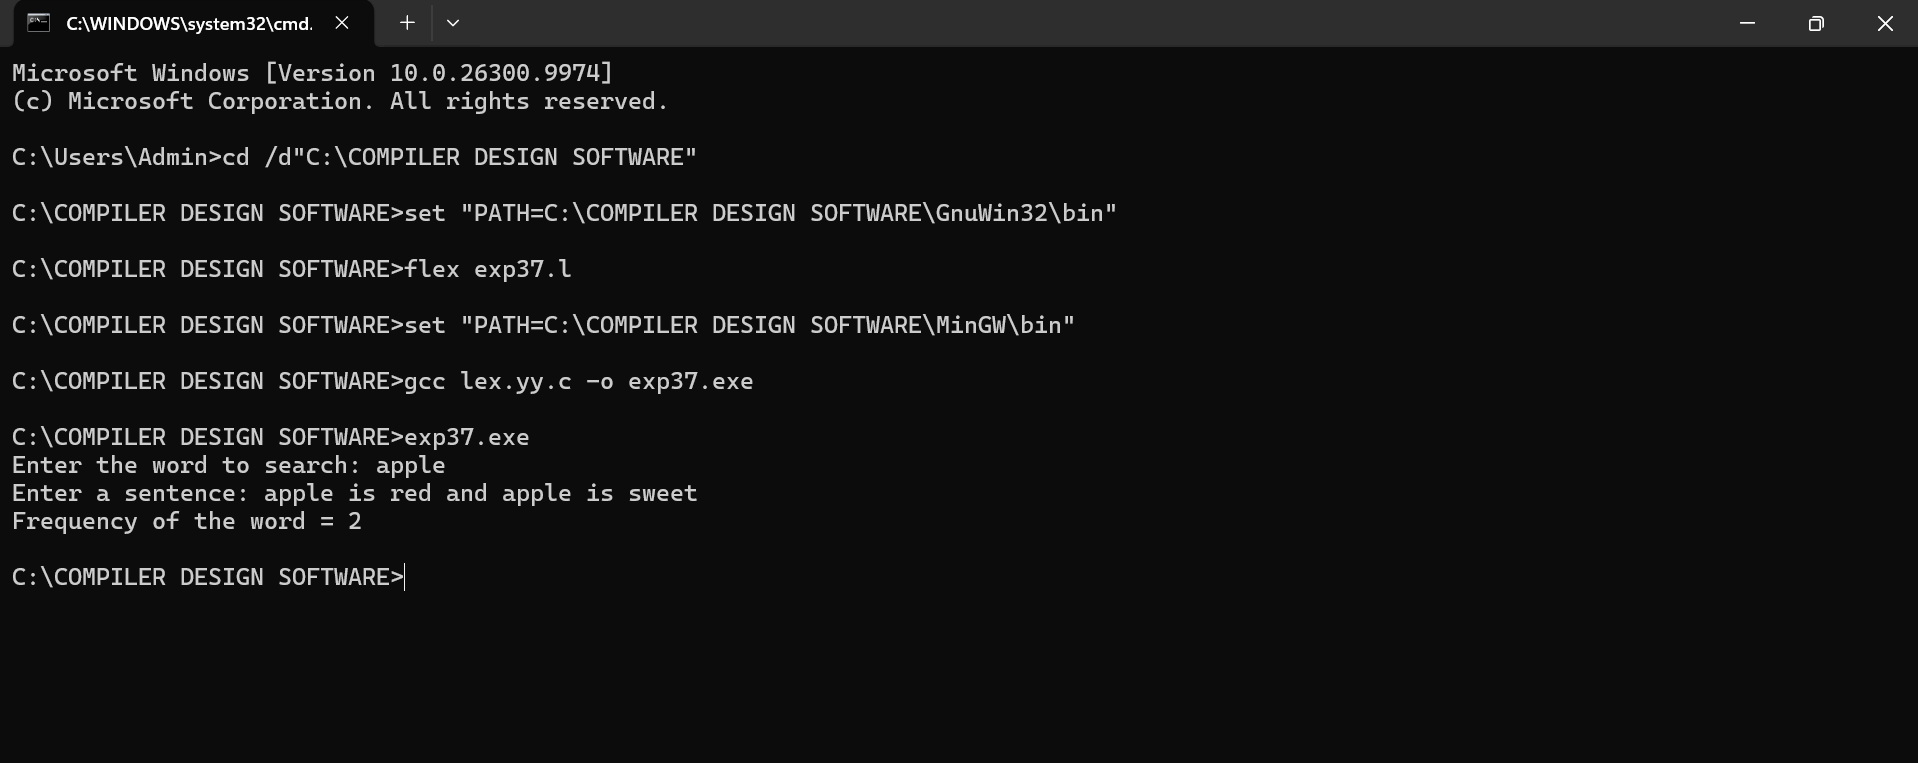 C:\WINDOWS\system32\cmd.
Microsoft Windows [Version 10.0.26300.9974]
(c) Microsoft Corporation. All rights reserved.
C:\Users\Admin>cd /d"C:\COMPILER DESIGN SOFTWARE"
C:\COMPILER DESIGN SOFTWARE>set "PATH=C:\COMPILER DESIGN SOFTWARE\GnuWin32\bin"
C:\COMPILER DESIGN SOFTWARE>flex exp37.l
C:\COMPILER DESIGN SOFTWARE>set "PATH=C:\COMPILER DESIGN SOFTWARE\MinGW\bin"
C:\COMPILER DESIGN SOFTWARE>gcc lex.yy.c -o exp37.exe
C:\COMPILER DESIGN SOFTWARE>exp37.exe
Enter the word to search: apple
Enter a sentence: apple is red and apple is sweet
Frequency of the word = 2
C:\COMPILER DESIGN SOFTWARE>